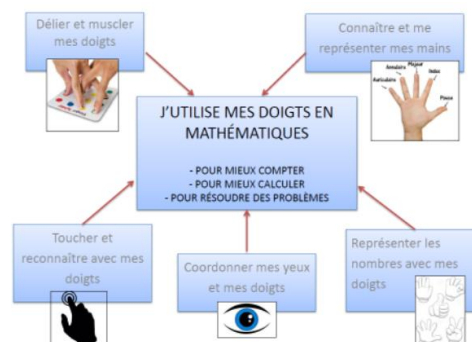 Délier et muscler
mes doigts
Connaître et me
représenter mes mains
Auriculaire
Annulaire
Majeur
Index
Pouce
J'UTILISE MES DOIGTS EN
MATHÉMATIQUES
- POUR MIEUX COMPTER
- POUR MIEUX CALCULER
- POUR RÉSOUDRE DES PROBLÈMES
Toucher et
reconnaître avec mes
doigts
Coordonner mes yeux
et mes doigts
Représenter les
nombres avec mes
doigts